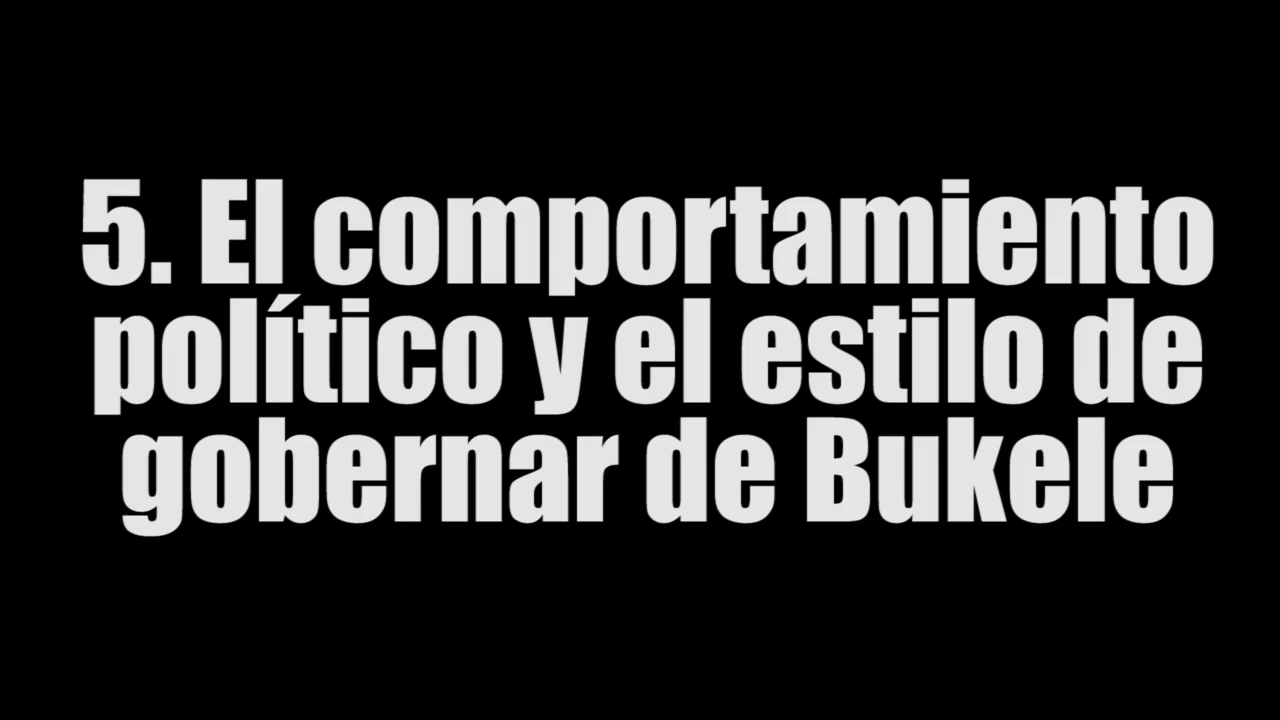 5. El comportamiento
político y el estilo de
gobernar de Bukele